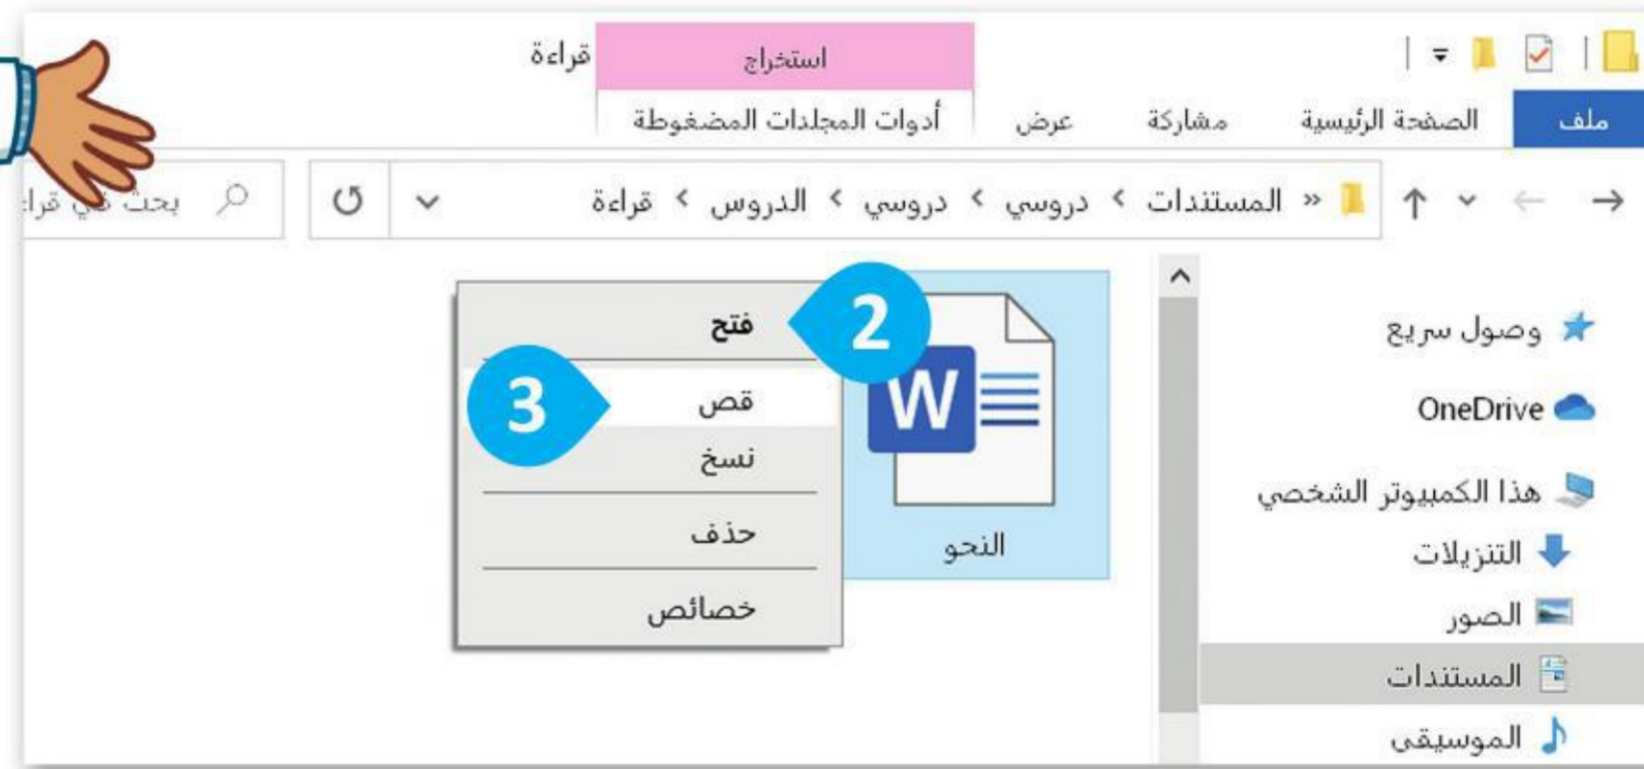 استخراج قراءة
ملف الصفحة الرئيسية مشاركة عرض أدوات المجلدات المضغوطة
« المستندات › دروسي › دروسي › الدروس › قراءة
بحث في
وصول سريع
OneDrive
هذا الكمبيوتر الشخصي
التنزيلات
الصور
المستندات
الموسيقى
W
النحو
2
فتح
3
قص
نسخ
حذف
خصائص